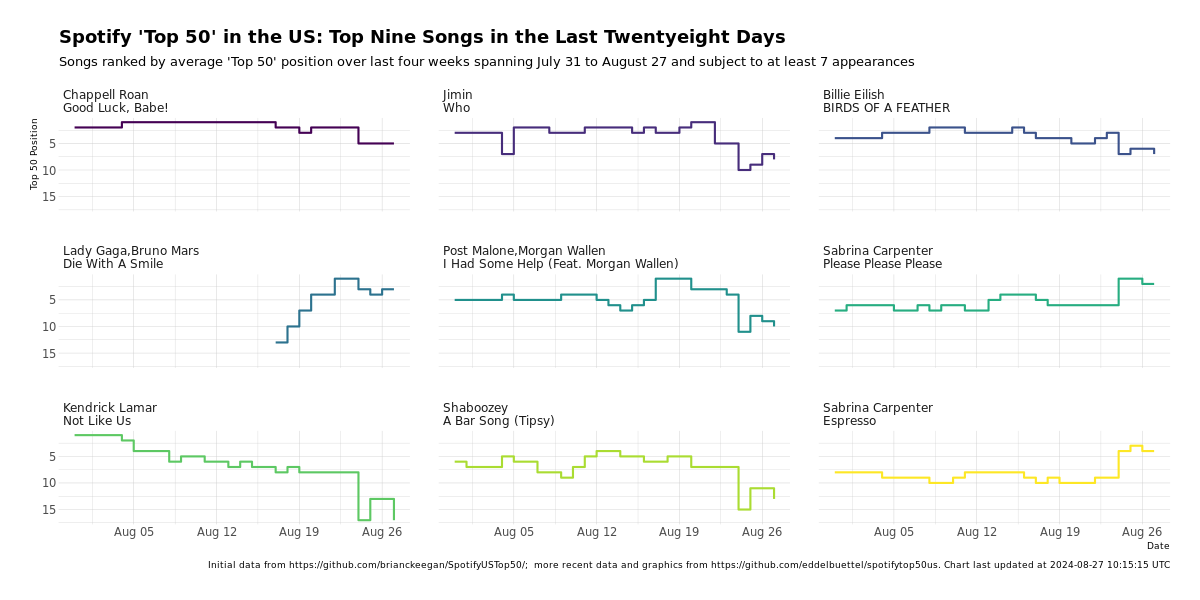 Spotify 'Top 50' in the US: Top Nine Songs in the Last Twentyeight Days
Songs ranked by average 'Top 50' position over last four weeks spanning July 31 to August 27 and subject to at least 7 appearances
Chappell Roan
Good Luck, Babe!
Jimin
Who
Billie Eilish
BIRDS OF A FEATHER
Top 50 Position
5
10
15
Lady Gaga,Bruno Mars
Die With A Smile
Post Malone,Morgan Wallen
I Had Some Help (Feat. Morgan Wallen)
Sabrina Carpenter
Please Please Please
5
10
15
Kendrick Lamar
Not Like Us
Shaboozey
A Bar Song (Tipsy)
Sabrina Carpenter
Espresso
5
10
15
Aug 05 Aug 12 Aug 19 Aug 26
Aug 05 Aug 12 Aug 19 Aug 26
Aug 05 Aug 12 Aug 19 Aug 26
Date
Initial data from https://github.com/brianckeegan/SpotifyUSTop50/;  more recent data and graphics from https://github.com/eddelbuettel/spotifytop50us. Chart last updated at 2024-08-27 10:15:15 UTC